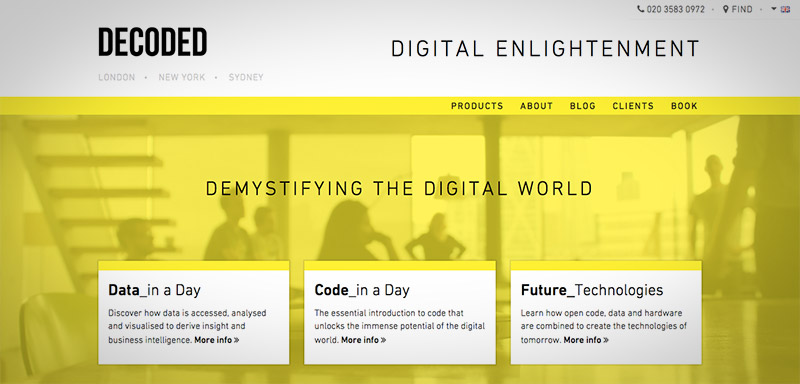 020 3583 0972 • FIND •
DECODED
DIGITAL ENLIGHTENMENT
LONDON • NEW YORK • SYDNEY
PRODUCTS ABOUT BLOG CLIENTS BOOK
DEMYSTIFYING THE DIGITAL WORLD
Data_in a Day
Discover how data is accessed, analysed
and visualised to derive insight and
business intelligence. More info »
Code_in a Day
The essential introduction to code that
unlocks the immense potential of the digital
world. More info »
Future_Technologies
Learn how open code, data and hardware
are combined to create the technologies of
tomorrow. More info »